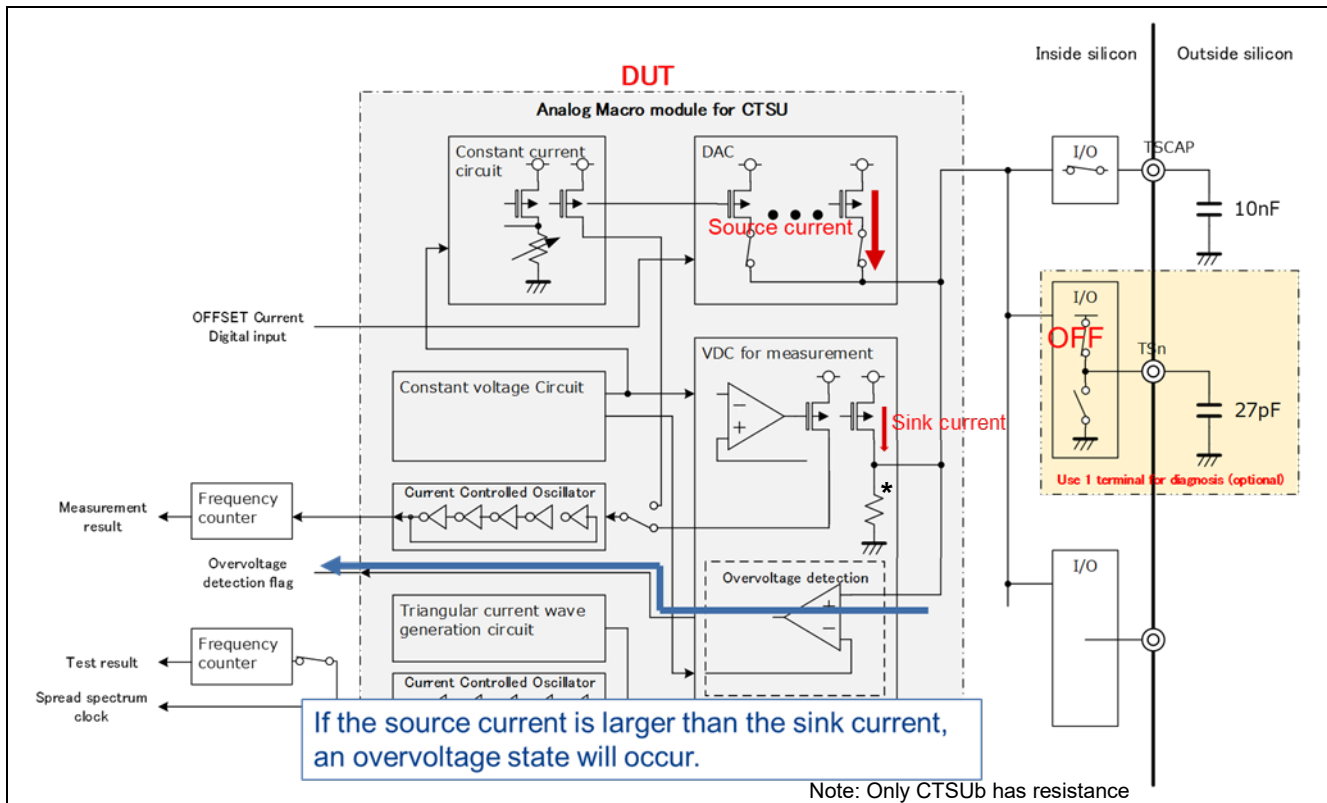 Inside silicon
Outside silicon
DUT
Analog Macro module for CTSU
Constant current
circuit
DAC
Source current
I/O
TSCAP
10nF
OFFSET Current
Digital input
I/O
OFF
TSn
27pF
Use 1 terminal for diagnosis (optional)
Constant voltage Circuit
VDC for measurement
Sink current
*
Measurement
result
Frequency
counter
Current Controlled Oscillator
Overvoltage
detection flag
Overvoltage detection
I/O
Triangular current wave
generation circuit
Test result
Frequency
counter
Spread spectrum
clock
Current Controlled Oscillator
If the source current is larger than the sink current,
an overvoltage state will occur.
Note: Only CTSUb has resistance